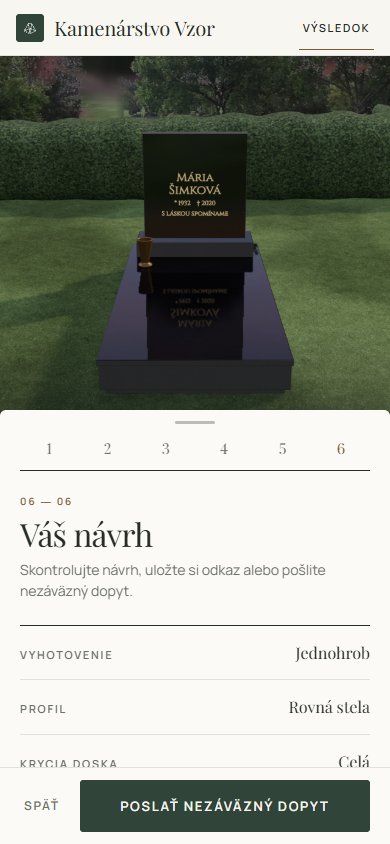 Kamenárstvo Vzor
VÝSLEDOK
MÁRIA
ŠIMKOVÁ
*1932 †2020
S LÁSKOU SPOMÍNAME
1 2 3 4 5 6
06 — 06
Váš návrh
Skontrolujte návrh, uložte si odkaz alebo pošlite
nezáväzný dopyt.
VYHOTOVENIE Jednohrob
PROFIL Rovná stela
KRYCIA DOSKA Celá
SPÄŤ POSLAŤ NEZÁVÄZNÝ DOPYT